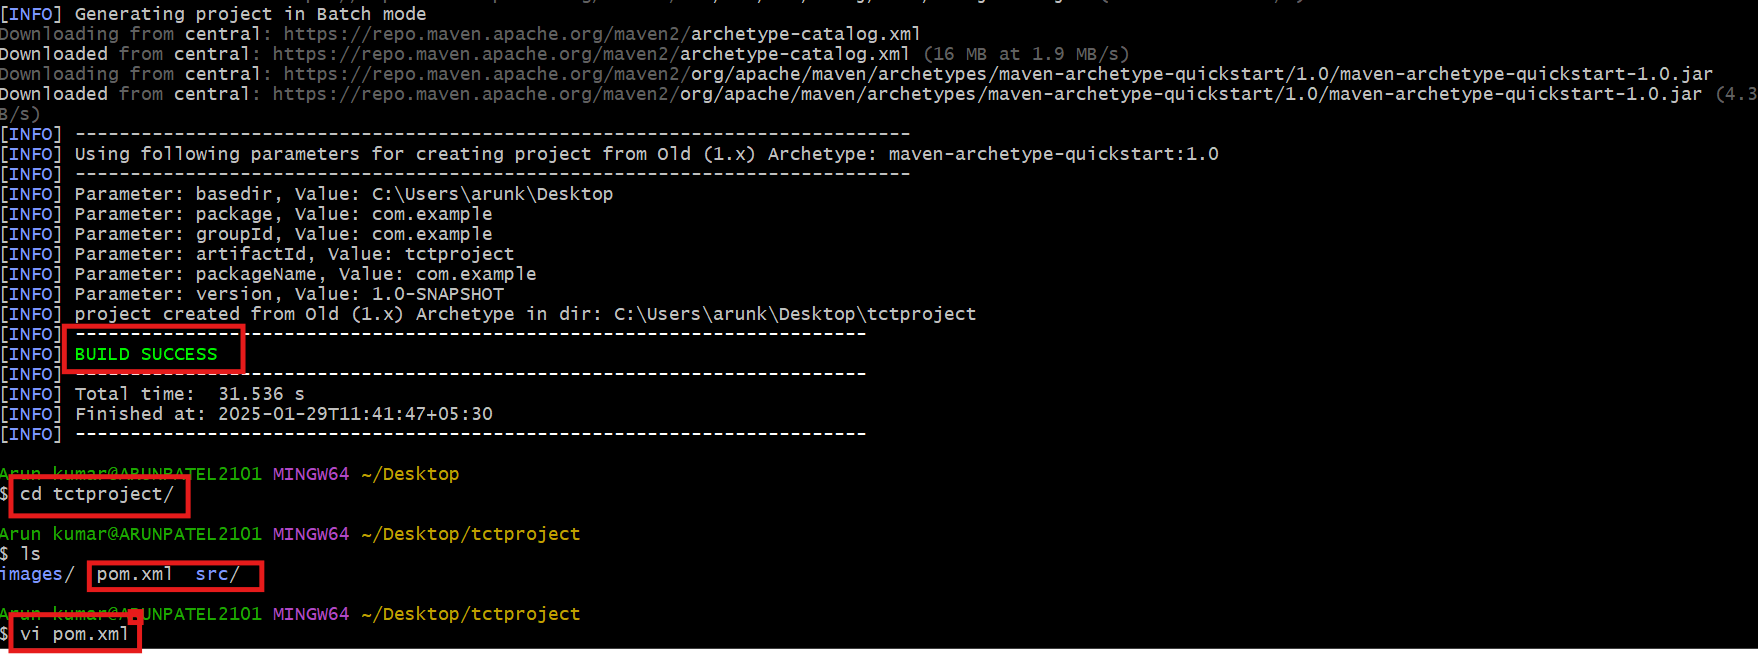 [INFO] Generating project in Batch mode
Downloading from central: https://repo.maven.apache.org/maven2/archetype-catalog.xml
Downloaded from central: https://repo.maven.apache.org/maven2/archetype-catalog.xml (16 MB at 1.9 MB/s)
Downloading from central: https://repo.maven.apache.org/maven2/org/apache/maven/archetypes/maven-archetype-quickstart/1.0/maven-archetype-quickstart-1.0.jar
Downloaded from central: https://repo.maven.apache.org/maven2/org/apache/maven/archetypes/maven-archetype-quickstart/1.0/maven-archetype-quickstart-1.0.jar (4.3
B/s)
[INFO] ----------------------------------------------------------------------------
[INFO] Using following parameters for creating project from Old (1.x) Archetype: maven-archetype-quickstart:1.0
[INFO] ----------------------------------------------------------------------------
[INFO] Parameter: basedir, Value: C:\Users\arunk\Desktop
[INFO] Parameter: package, Value: com.example
[INFO] Parameter: groupId, Value: com.example
[INFO] Parameter: artifactId, Value: tctproject
[INFO] Parameter: packageName, Value: com.example
[INFO] Parameter: version, Value: 1.0-SNAPSHOT
[INFO] project created from Old (1.x) Archetype in dir: C:\Users\arunk\Desktop\tctproject
[INFO] ------------------------------------------------------------------------
[INFO] BUILD SUCCESS
[INFO] ------------------------------------------------------------------------
[INFO] Total time:  31.536 s
[INFO] Finished at: 2025-01-29T11:41:47+05:30
[INFO] ------------------------------------------------------------------------
Arun kumar@ARUNPATEL2101 MINGW64 ~/Desktop
$ cd tctproject/
Arun kumar@ARUNPATEL2101 MINGW64 ~/Desktop/tctproject
$ ls
images/  pom.xml  src/
Arun kumar@ARUNPATEL2101 MINGW64 ~/Desktop/tctproject
$ vi pom.xml